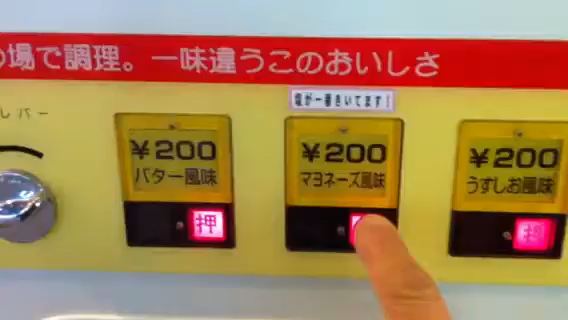 の場で調理。一味違うこのおいしさ
塩が一番きいてます!
レバー
¥200
バター風味
押
¥200
マヨネーズ風味
¥200
うすしお風味
押